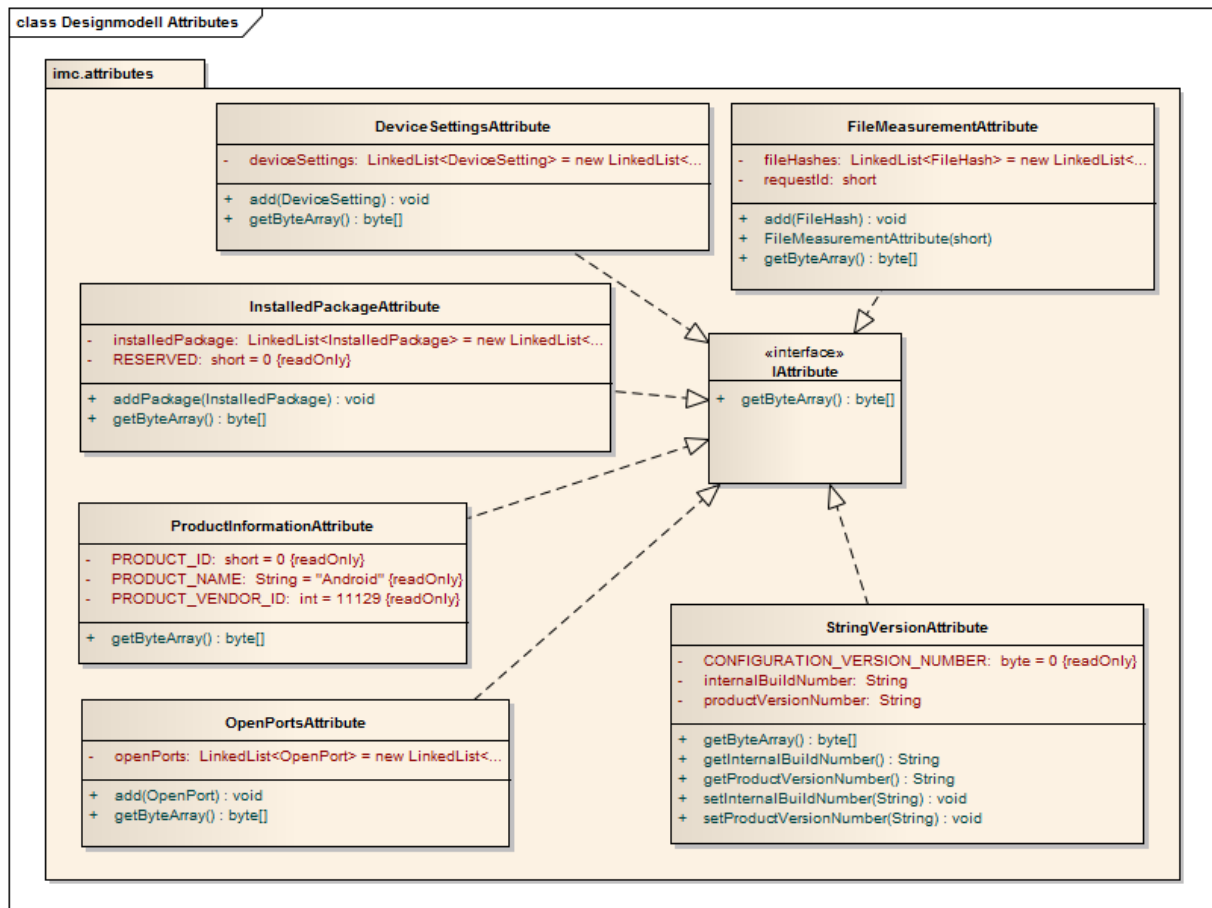 class Designmodell Attributes
imc.attributes
DeviceSettingsAttribute
- deviceSettings: LinkedList<DeviceSetting> = new LinkedList<...
+ add(DeviceSetting) : void
+ getByteArray() : byte[]
FileMeasurementAttribute
- fileHashes: LinkedList<FileHash> = new LinkedList<...
- requestId: short
+ add(FileHash) : void
+ FileMeasurementAttribute(short)
+ getByteArray() : byte[]
InstalledPackageAttribute
- installedPackage: LinkedList<InstalledPackage> = new LinkedList<...
- RESERVED: short = 0 {readOnly}
+ addPackage(InstalledPackage) : void
+ getByteArray() : byte[]
«interface»
IAttribute
+ getByteArray() : byte[]
ProductInformationAttribute
- PRODUCT_ID: short = 0 {readOnly}
- PRODUCT_NAME: String = "Android" {readOnly}
- PRODUCT_VENDOR_ID: int = 11129 {readOnly}
+ getByteArray() : byte[]
StringVersionAttribute
- CONFIGURATION_VERSION_NUMBER: byte = 0 {readOnly}
- internalBuildNumber: String
- productVersionNumber: String
+ getByteArray() : byte[]
+ getInternalBuildNumber() : String
+ getProductVersionNumber() : String
+ setInternalBuildNumber(String) : void
+ setProductVersionNumber(String) : void
OpenPortsAttribute
- openPorts: LinkedList<OpenPort> = new LinkedList<...
+ add(OpenPort) : void
+ getByteArray() : byte[]